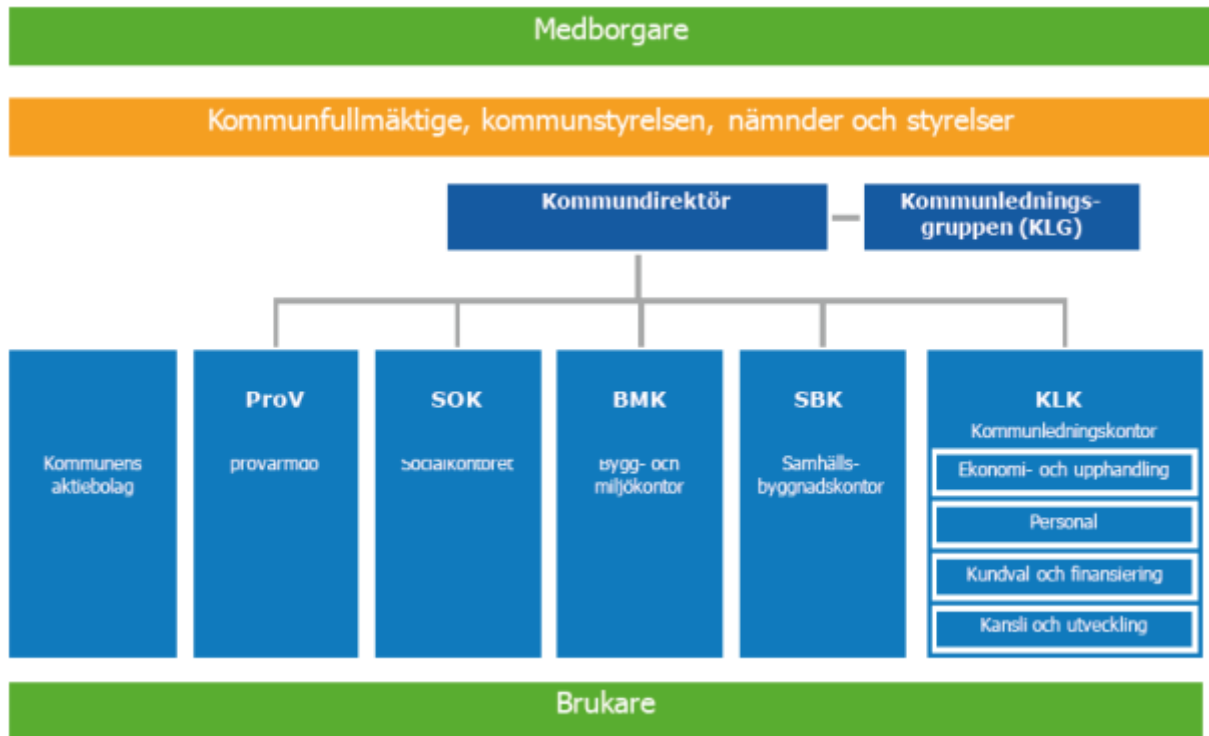 Medborgare
Kommunfullmäktige, kommunstyrelsen, nämnder och styrelser
Kommundirektör
Kommunlednings-
gruppen (KLG)
Kommunens
aktiebolag
ProV
provarmdo
SOK
Socialkontoret
BMK
Bygg- och
miljökontor
SBK
Samhälls-
byggnadskontor
KLK
Kommunledningskontor
Ekonomi- och upphandling
Personal
Kundval och finansiering
Kansli och utveckling
Brukare